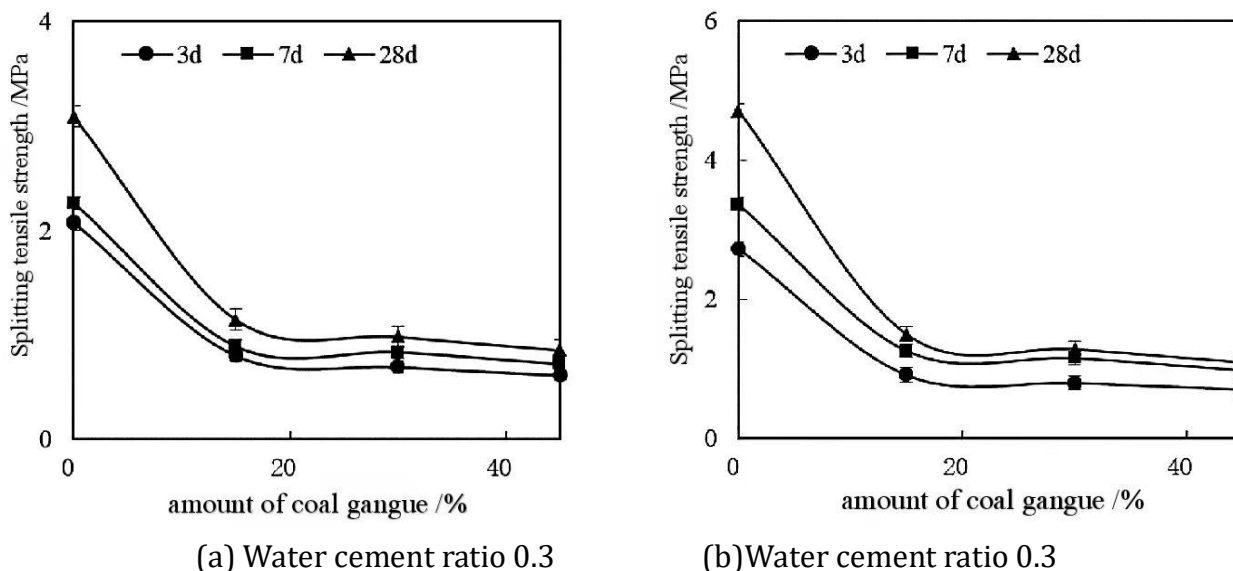 4
3d 7d 28d
Splitting tensile strength /MPa
2
0
0 20 40
amount of coal gangue /%
(a) Water cement ratio 0.3
6
3d 7d 28d
Splitting tensile strength /MPa
4
2
0
0 20 40
amount of coal gangue /%
(b)Water cement ratio 0.3